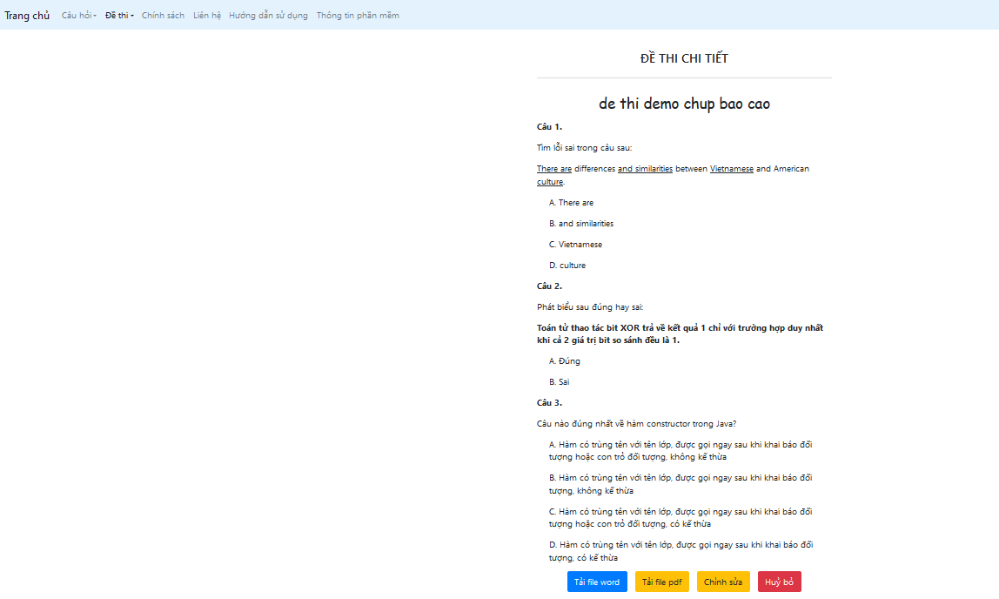 Trang chủ Câu hỏi Đề thi Chính sách Liên hệ Hướng dẫn sử dụng Thông tin phần mềm
ĐỀ THI CHI TIẾT
de thi demo chup bao cao
Câu 1.
Tìm lỗi sai trong câu sau:
There are differences and similarities between Vietnamese and American
culture.
A. There are
B. and similarities
C. Vietnamese
D. culture
Câu 2.
Phát biểu sau đúng hay sai:
Toán tử thao tác bit XOR trả về kết quả 1 chỉ với trường hợp duy nhất
khi cả 2 giá trị bit so sánh đều là 1.
A. Đúng
B. Sai
Câu 3.
Câu nào đúng nhất về hàm constructor trong Java?
A. Hàm có trùng tên với tên lớp, được gọi ngay sau khi khai báo đối
tượng hoặc con trỏ đối tượng, không kế thừa
B. Hàm có trùng tên với tên lớp, được gọi ngay sau khi khai báo đối
tượng, không kế thừa
C. Hàm có trùng tên với tên lớp, được gọi ngay sau khi khai báo đối
tượng hoặc con trỏ đối tượng, có kế thừa
D. Hàm có trùng tên với tên lớp, được gọi ngay sau khi khai báo đối
tượng, có kế thừa
Tải file word Tải file pdf Chỉnh sửa Huỷ bỏ